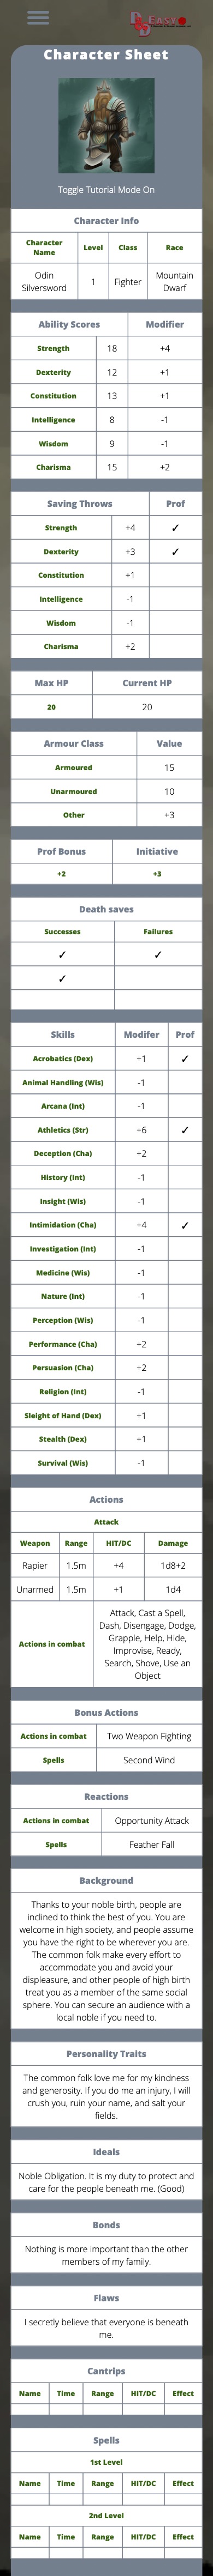 D&D EASY
Character Sheet
Toggle Tutorial Mode On
Character Info
Character Name Level Class Race
Odin Silversword 1 Fighter Mountain Dwarf
Ability Scores Modifier
Strength 18 +4
Dexterity 12 +1
Constitution 13 +1
Intelligence 8 -1
Wisdom 9 -1
Charisma 15 +2
Saving Throws Prof
Strength +4 ✓
Dexterity +3 ✓
Constitution +1
Intelligence -1
Wisdom -1
Charisma +2
Max HP Current HP
20 20
Armour Class Value
Armoured 15
Unarmoured 10
Other +3
Prof Bonus Initiative
+2 +3
Death saves
Successes Failures
✓ ✓
✓
Skills Modifer Prof
Acrobatics (Dex) +1 ✓
Animal Handling (Wis) -1
Arcana (Int) -1
Athletics (Str) +6 ✓
Deception (Cha) +2
History (Int) -1
Insight (Wis) -1
Intimidation (Cha) +4 ✓
Investigation (Int) -1
Medicine (Wis) -1
Nature (Int) -1
Perception (Wis) -1
Performance (Cha) +2
Persuasion (Cha) +2
Religion (Int) -1
Sleight of Hand (Dex) +1
Stealth (Dex) +1
Survival (Wis) -1
Actions
Attack
Weapon Range HIT/DC Damage
Rapier 1.5m +4 1d8+2
Unarmed 1.5m +1 1d4
Actions in combat
Attack, Cast a Spell,
Dash, Disengage, Dodge,
Grapple, Help, Hide,
Improvise, Ready,
Search, Shove, Use an
Object
Bonus Actions
Actions in combat Two Weapon Fighting
Spells Second Wind
Reactions
Actions in combat Opportunity Attack
Spells Feather Fall
Background
Thanks to your noble birth, people are
inclined to think the best of you. You are
welcome in high society, and people assume
you have the right to be wherever you are.
The common folk make every effort to
accommodate you and avoid your
displeasure, and other people of high birth
treat you as a member of the same social
sphere. You can secure an audience with a
local noble if you need to.
Personality Traits
The common folk love me for my kindness
and generosity. If you do me an injury, I will
crush you, ruin your name, and salt your
fields.
Ideals
Noble Obligation. It is my duty to protect and
care for the people beneath me. (Good)
Bonds
Nothing is more important than the other
members of my family.
Flaws
I secretly believe that everyone is beneath
me.
Cantrips
Name Time Range HIT/DC Effect
Spells
1st Level
Name Time Range HIT/DC Effect
2nd Level
Name Time Range HIT/DC Effect